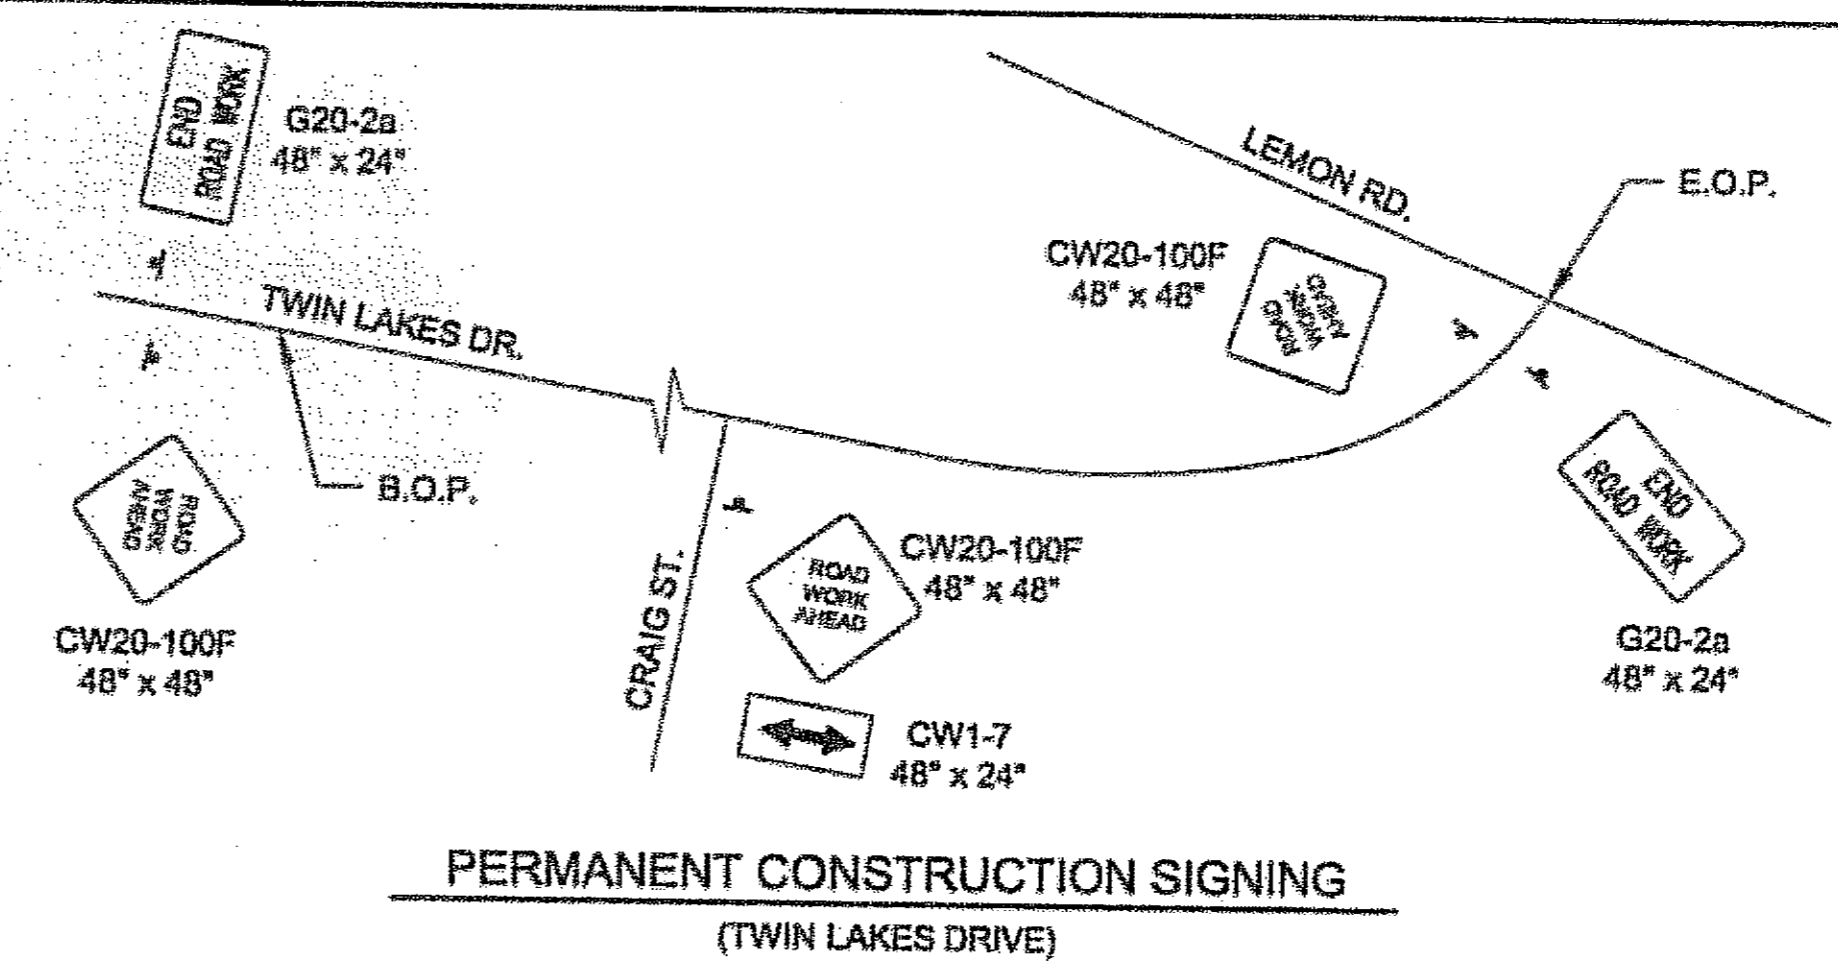 END
ROAD WORK
G20-2a
48" x 24"
LEMON RD.
E.O.P.
CW20-100F
48" x 48"
ROAD
WORK
AHEAD
TWIN LAKES DR.
B.O.P.
ROAD
WORK
AHEAD
CW20-100F
48" x 48"
CRAIG ST.
ROAD
WORK
AHEAD
CW20-100F
48" x 48"
CW1-7
48" x 24"
END
ROAD WORK
G20-2a
48" x 24"
PERMANENT CONSTRUCTION SIGNING
(TWIN LAKES DRIVE)